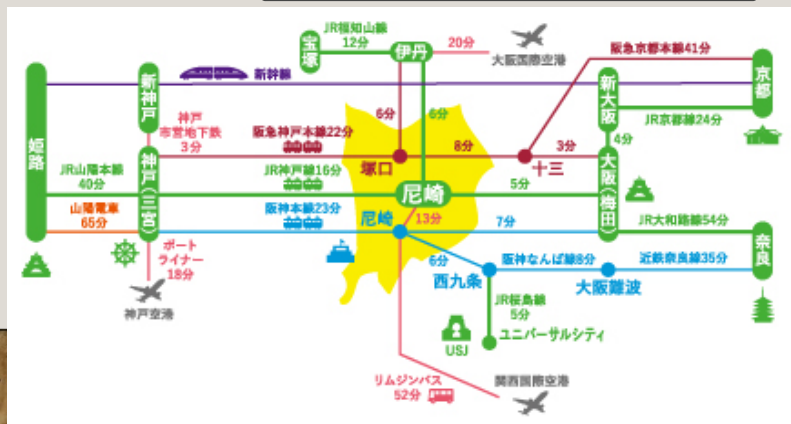 JR福知山線
12分
宝塚
伊丹
20分
大阪国際空港
阪急京都本線41分
新幹線
新神戸
新大阪
京都
姫路
神戸
市営地下鉄
3分
阪急神戸本線22分
6分
6分
8分
3分
4分
JR京都線24分
塚口
十三
神戸(三宮)
大阪(梅田)
JR山陽本線
40分
JR神戸線16分
尼崎
5分
山陽電車
65分
阪神本線23分
尼崎
13分
7分
JR大和路線54分
奈良
ポート
ライナー
18分
神戸空港
6分
西九条
阪神なんば線8分
大阪難波
近鉄奈良線35分
JR桜島線
5分
ユニバーサルシティ
USJ
リムジンバス
52分
関西国際空港